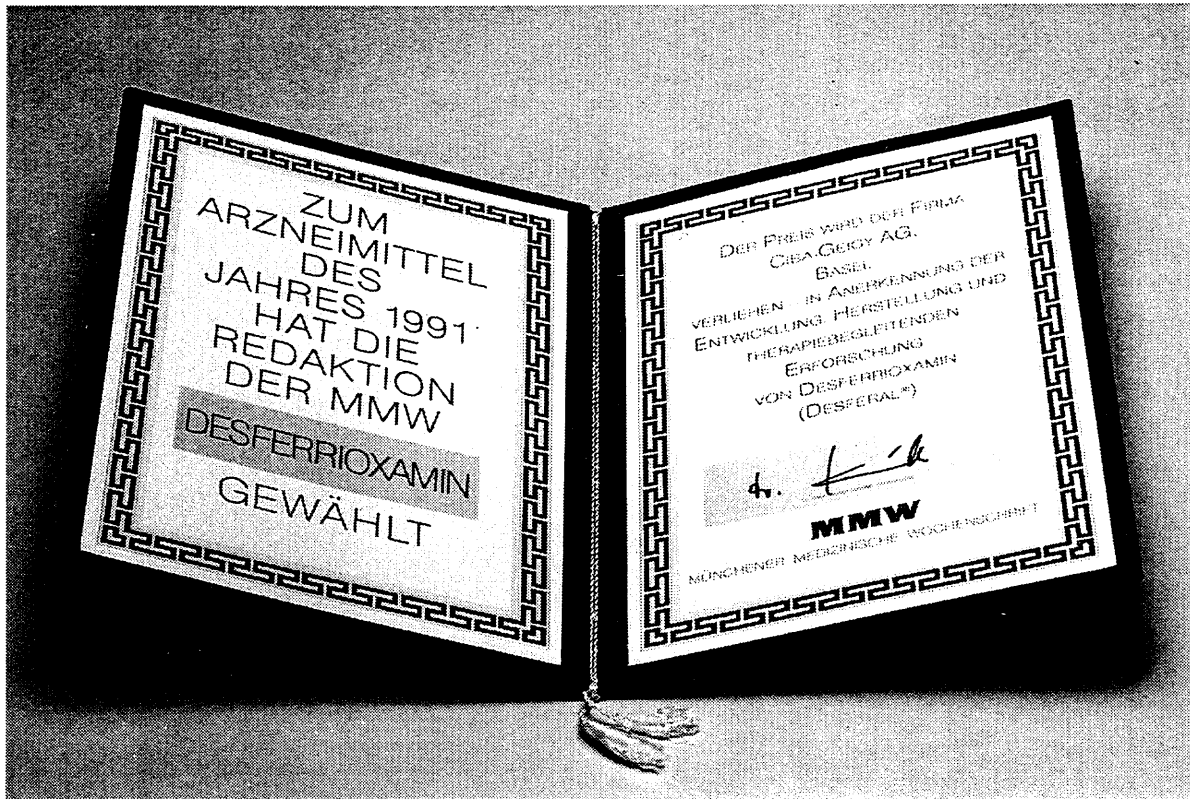 ZUM
ARZNEIMITTEL
DES
JAHRES 1991
HAT DIE
REDAKTION
DER MMW
DESFERRIOXAMIN
GEWÄHLT
DER PREIS WIRD DER FIRMA
CIBA-GEIGY AG,
BASEL
VERLIEHEN – IN ANERKENNUNG DER
ENTWICKLUNG, HERSTELLUNG UND
THERAPIEBEGLEITENDEN
ERFORSCHUNG
VON DESFERRIOXAMIN
(DESFERAL®)
MMW
MÜNCHENER MEDIZINISCHE WOCHENSCHRIFT